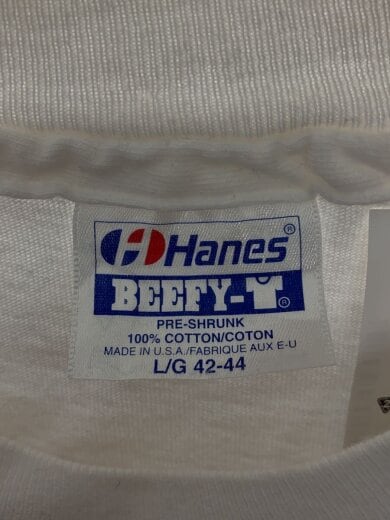 Hanes®
BEEFY-T®
PRE-SHRUNK
100% COTTON/COTON
MADE IN U.S.A./FABRIQUE AUX E-U
L/G 42-44